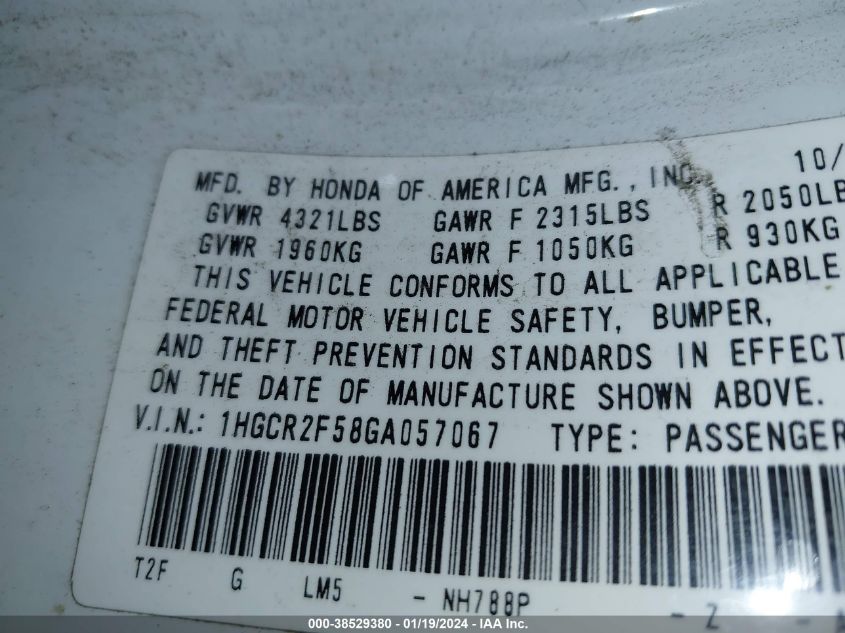 10/
MFD. BY HONDA OF AMERICA MFG., INC.
GVWR 4321LBS GAWR F 2315LBS R 2050LB
GVWR 1960KG GAWR F 1050KG R 930KG
THIS VEHICLE CONFORMS TO ALL APPLICABLE
FEDERAL MOTOR VEHICLE SAFETY, BUMPER,
AND THEFT PREVENTION STANDARDS IN EFFECT
ON THE DATE OF MANUFACTURE SHOWN ABOVE.
V.I.N.: 1HGCR2F58GA057067 TYPE: PASSENGER
T2F G LM5 - NH788P - Z -
000-38529380 - 01/19/2024 - IAA Inc.